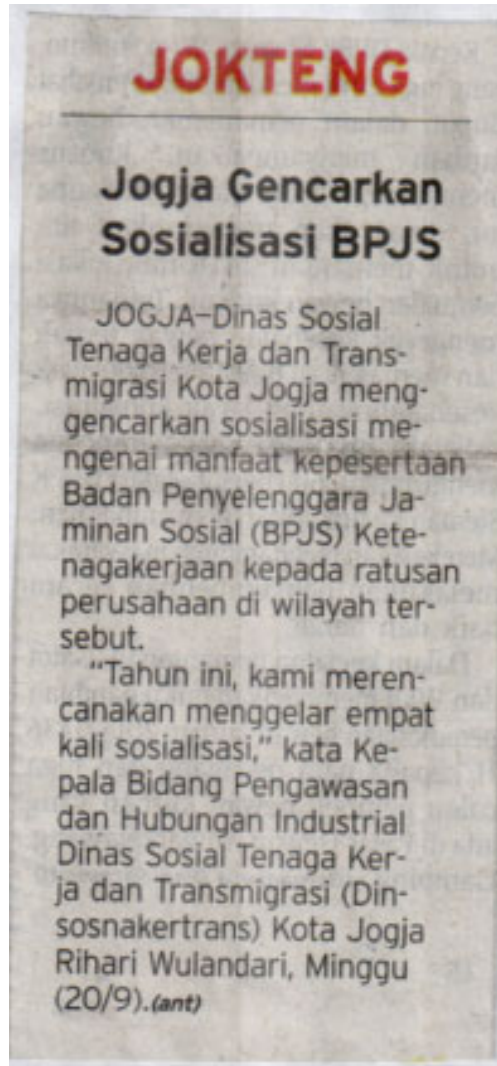 JOKTENG
Jogja Gencarkan
Sosialisasi BPJS
JOGJA–Dinas Sosial
Tenaga Kerja dan Trans-
migrasi Kota Jogja meng-
gencarkan sosialisasi me-
ngenai manfaat kepesertaan
Badan Penyelenggara Ja-
minan Sosial (BPJS) Kete-
nagakerjaan kepada ratusan
perusahaan di wilayah ter-
sebut.
"Tahun ini, kami meren-
canakan menggelar empat
kali sosialisasi," kata Ke-
pala Bidang Pengawasan
dan Hubungan Industrial
Dinas Sosial Tenaga Ker-
ja dan Transmigrasi (Din-
sosnakertrans) Kota Jogja
Rihari Wulandari, Minggu
(20/9).(ant)